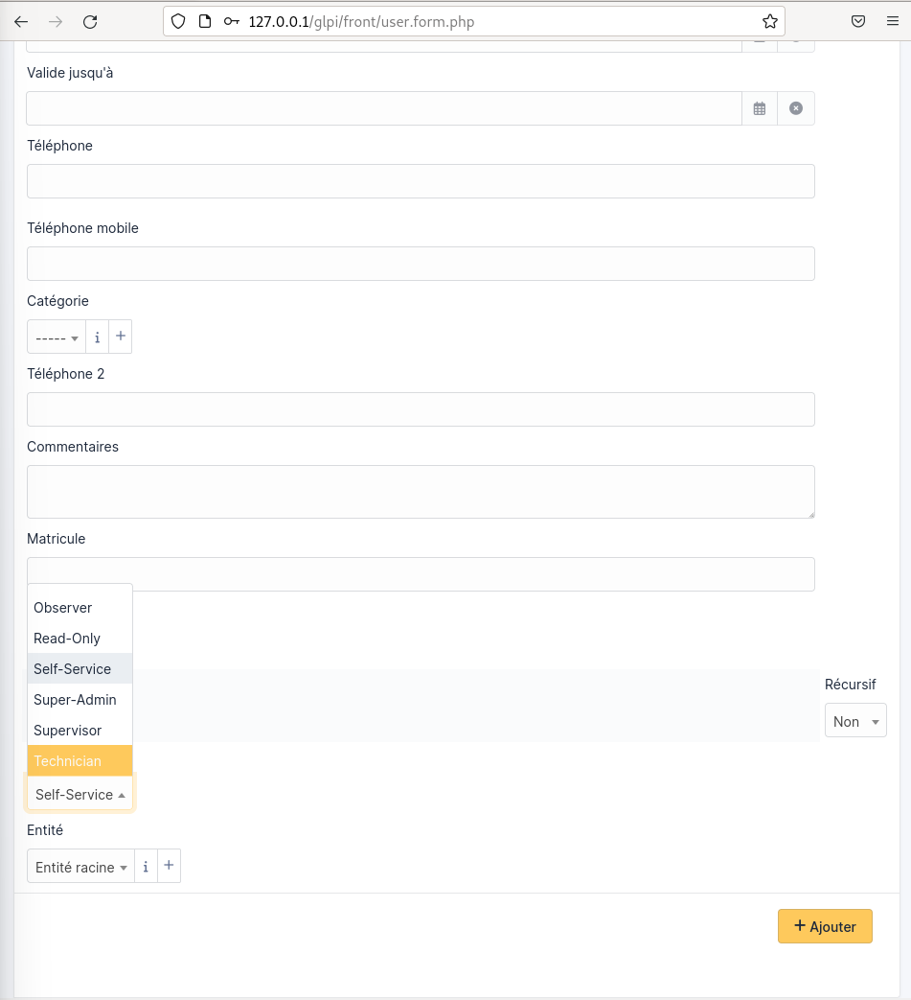 127.0.0.1/glpi/front/user.form.php
Valide jusqu'à
Téléphone
Téléphone mobile
Catégorie
-----
i +
Téléphone 2
Commentaires
Matricule
Observer
Read-Only
Self-Service
Super-Admin
Supervisor
Technician
Self-Service
Récursif
Non
Entité
Entité racine
i +
+ Ajouter